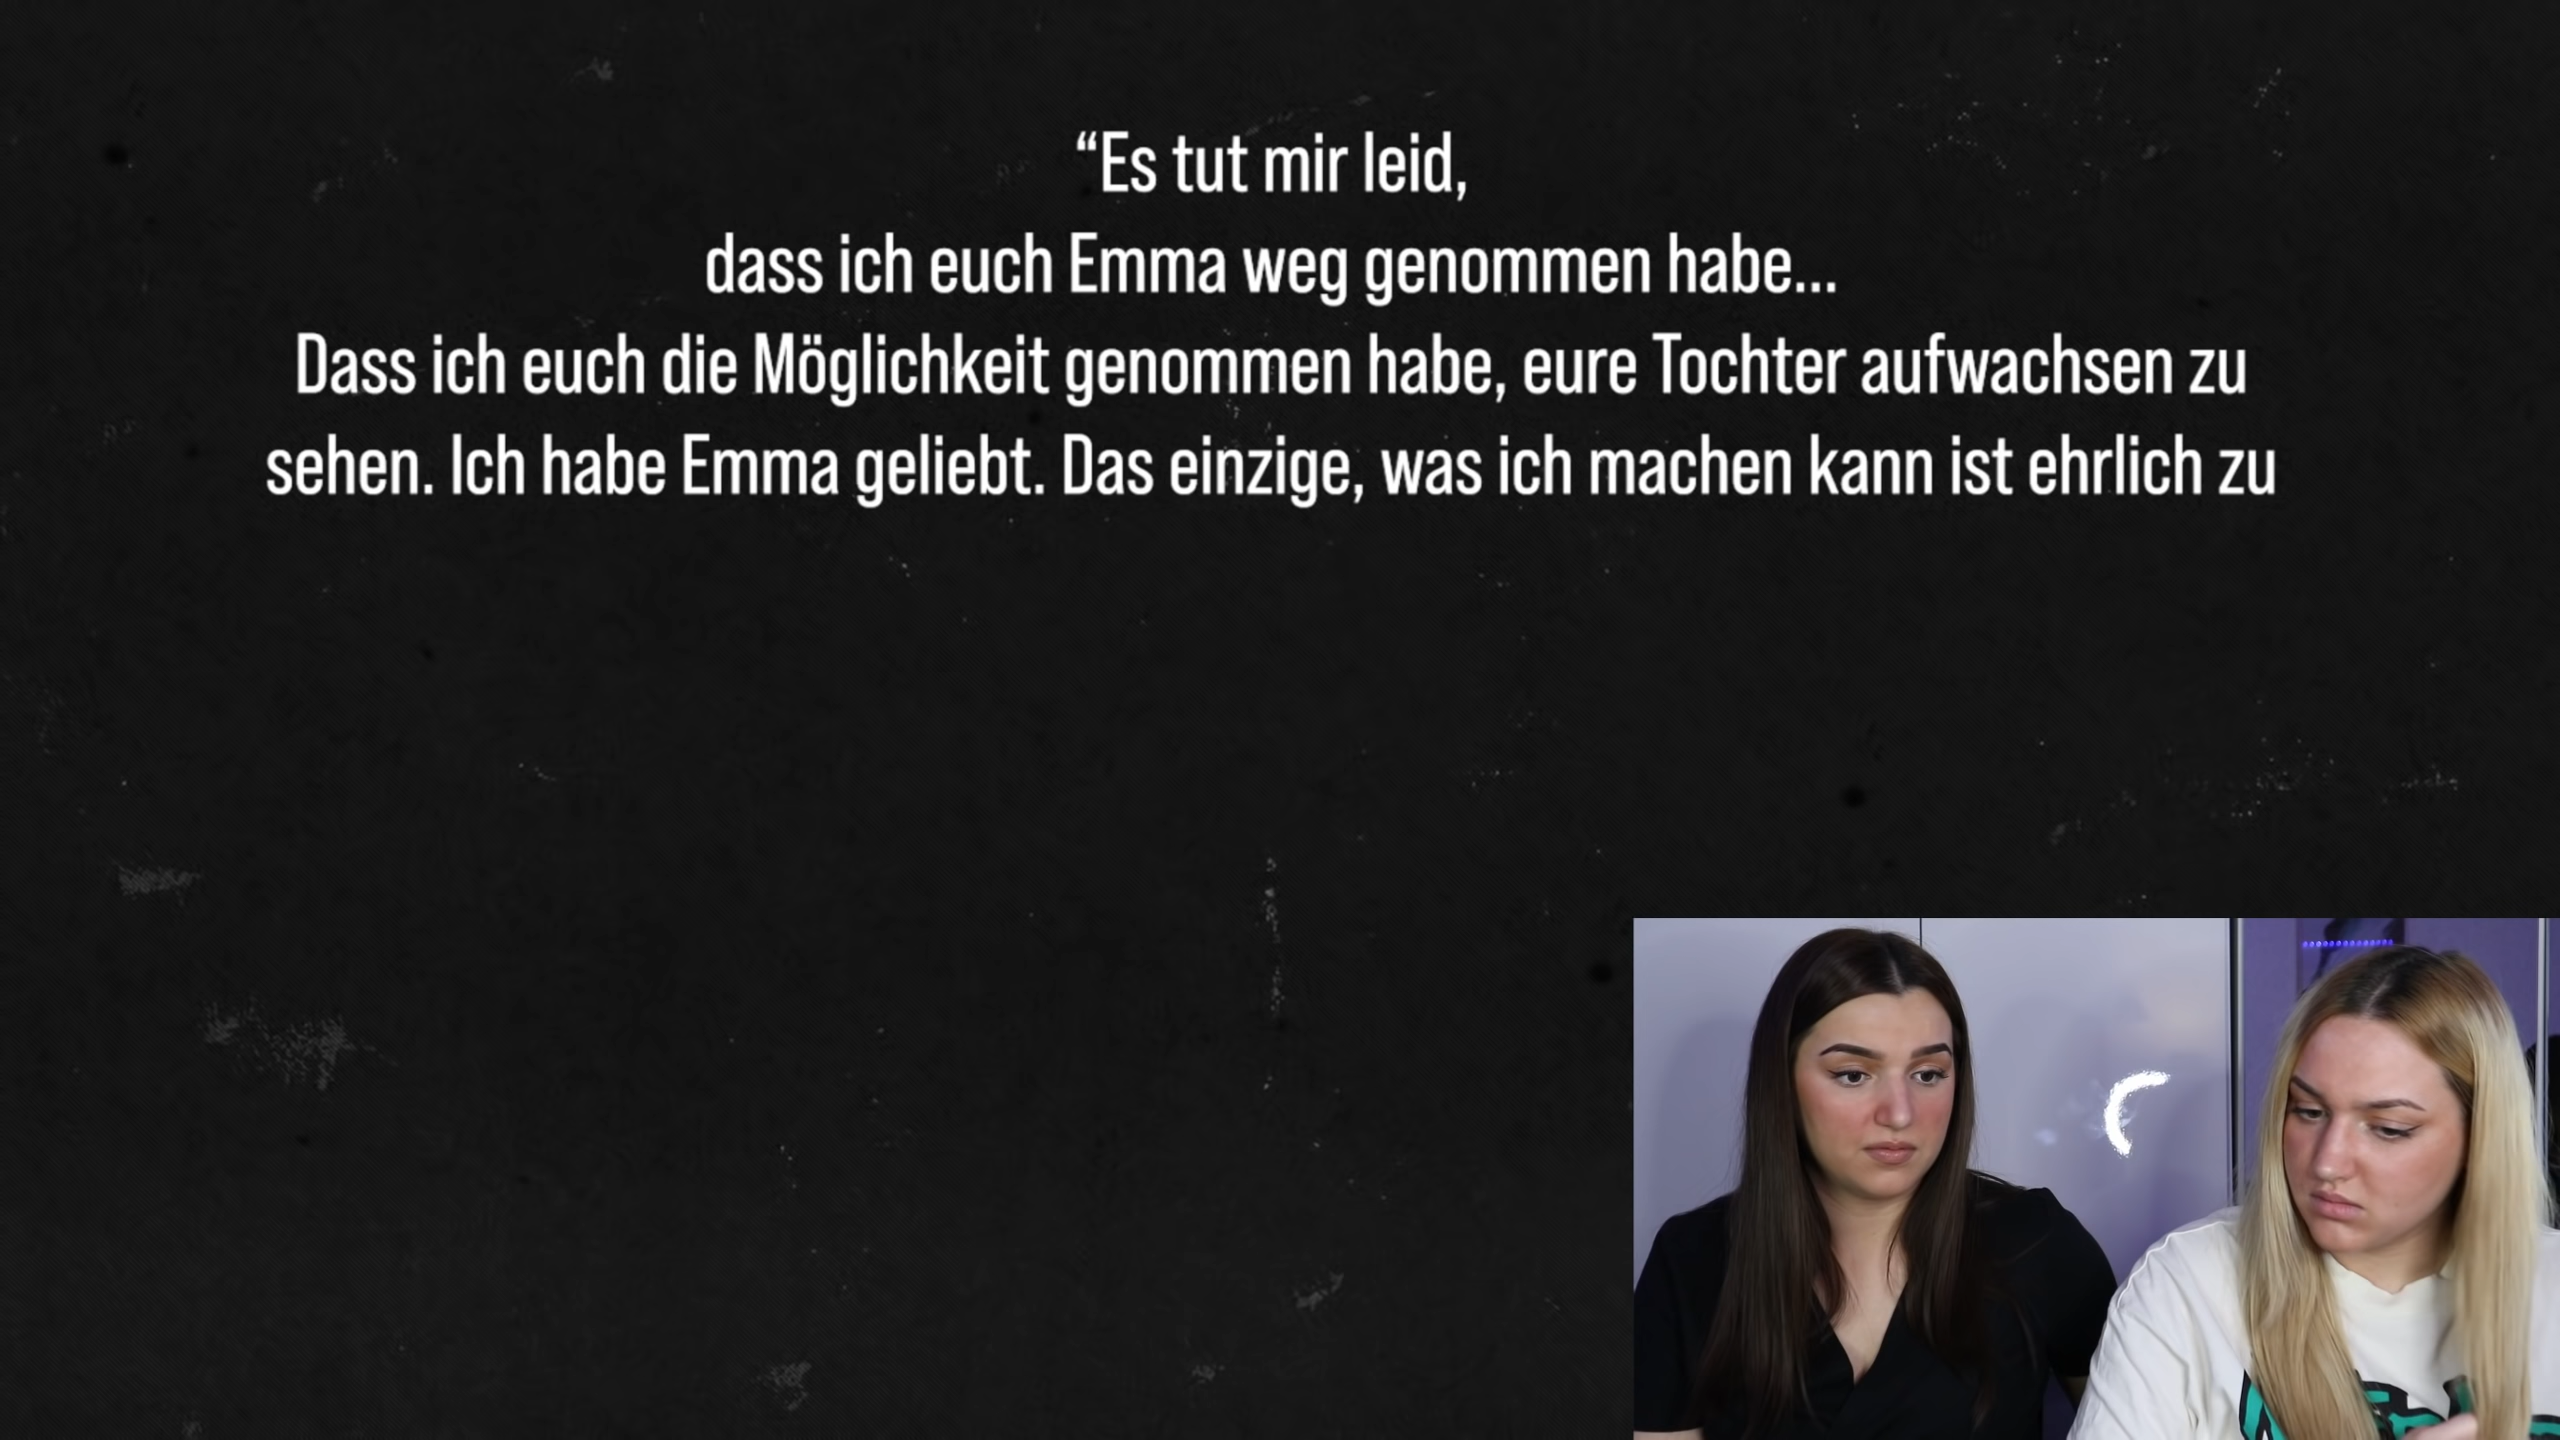 “Es tut mir leid,
dass ich euch Emma weg genommen habe...
Dass ich euch die Möglichkeit genommen habe, eure Tochter aufwachsen zu
sehen. Ich habe Emma geliebt. Das einzige, was ich machen kann ist ehrlich zu